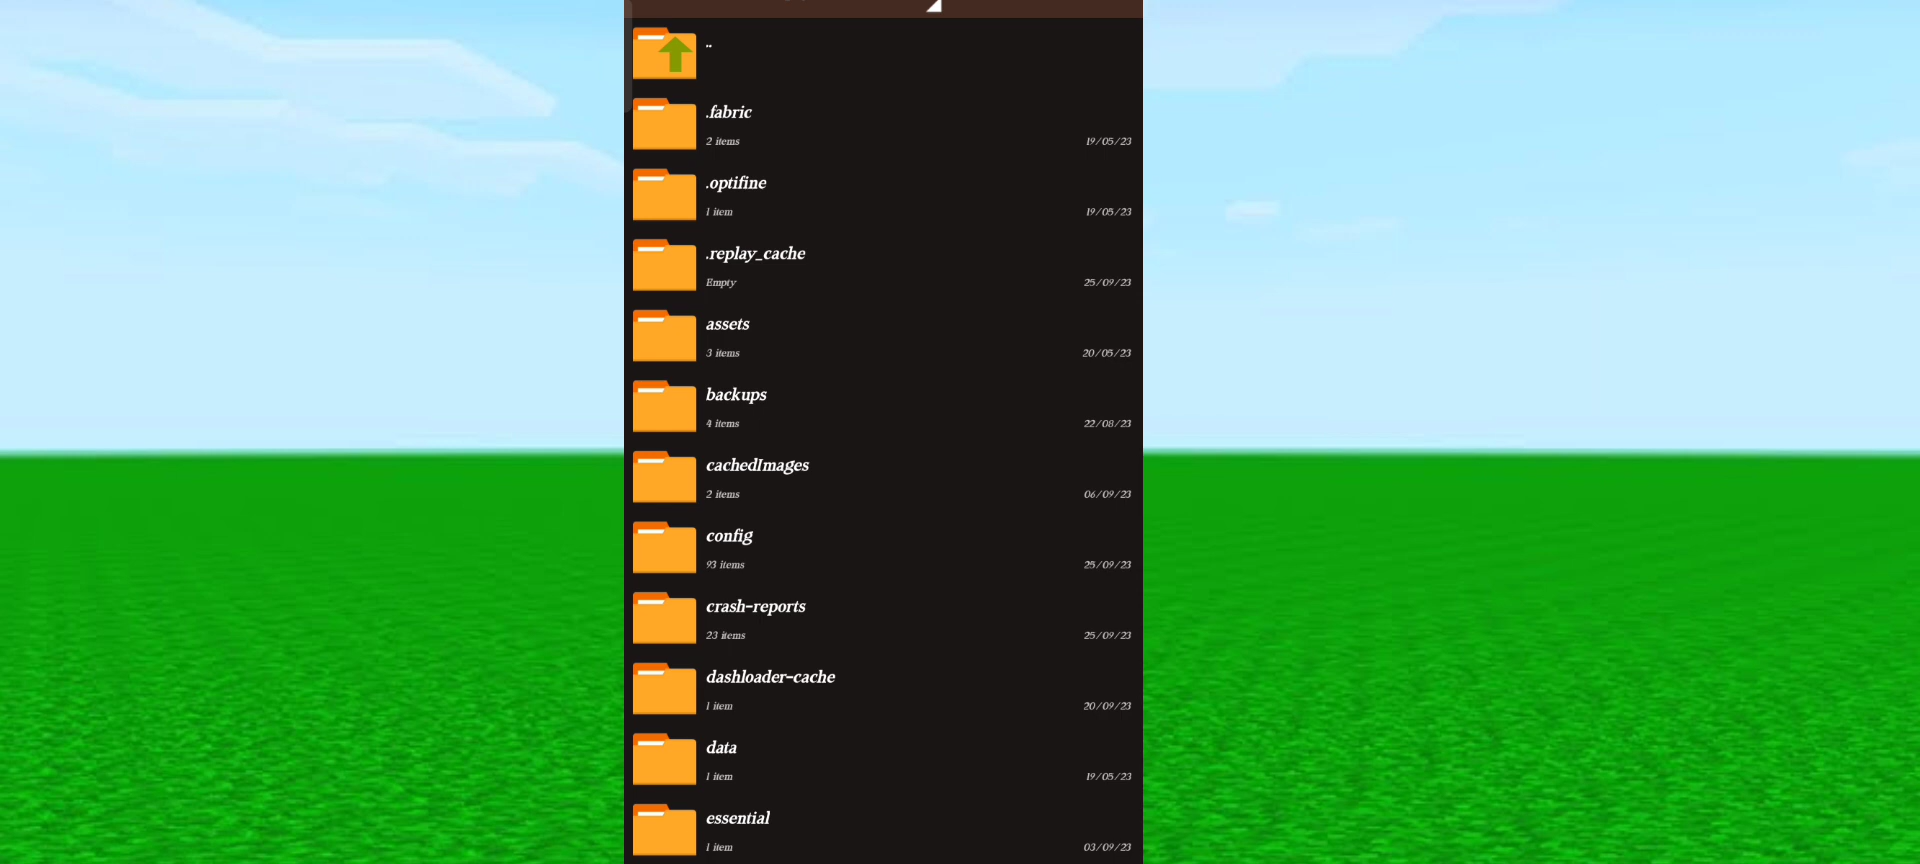 ..
.fabric
2 items 19/05/23
.optifine
1 item 19/05/23
.replay_cache
Empty 25/09/23
assets
3 items 20/05/23
backups
4 items 22/08/23
cachedImages
2 items 06/09/23
config
93 items 25/09/23
crash-reports
23 items 25/09/23
dashloader-cache
1 item 20/09/23
data
1 item 19/05/23
essential
1 item 03/09/23